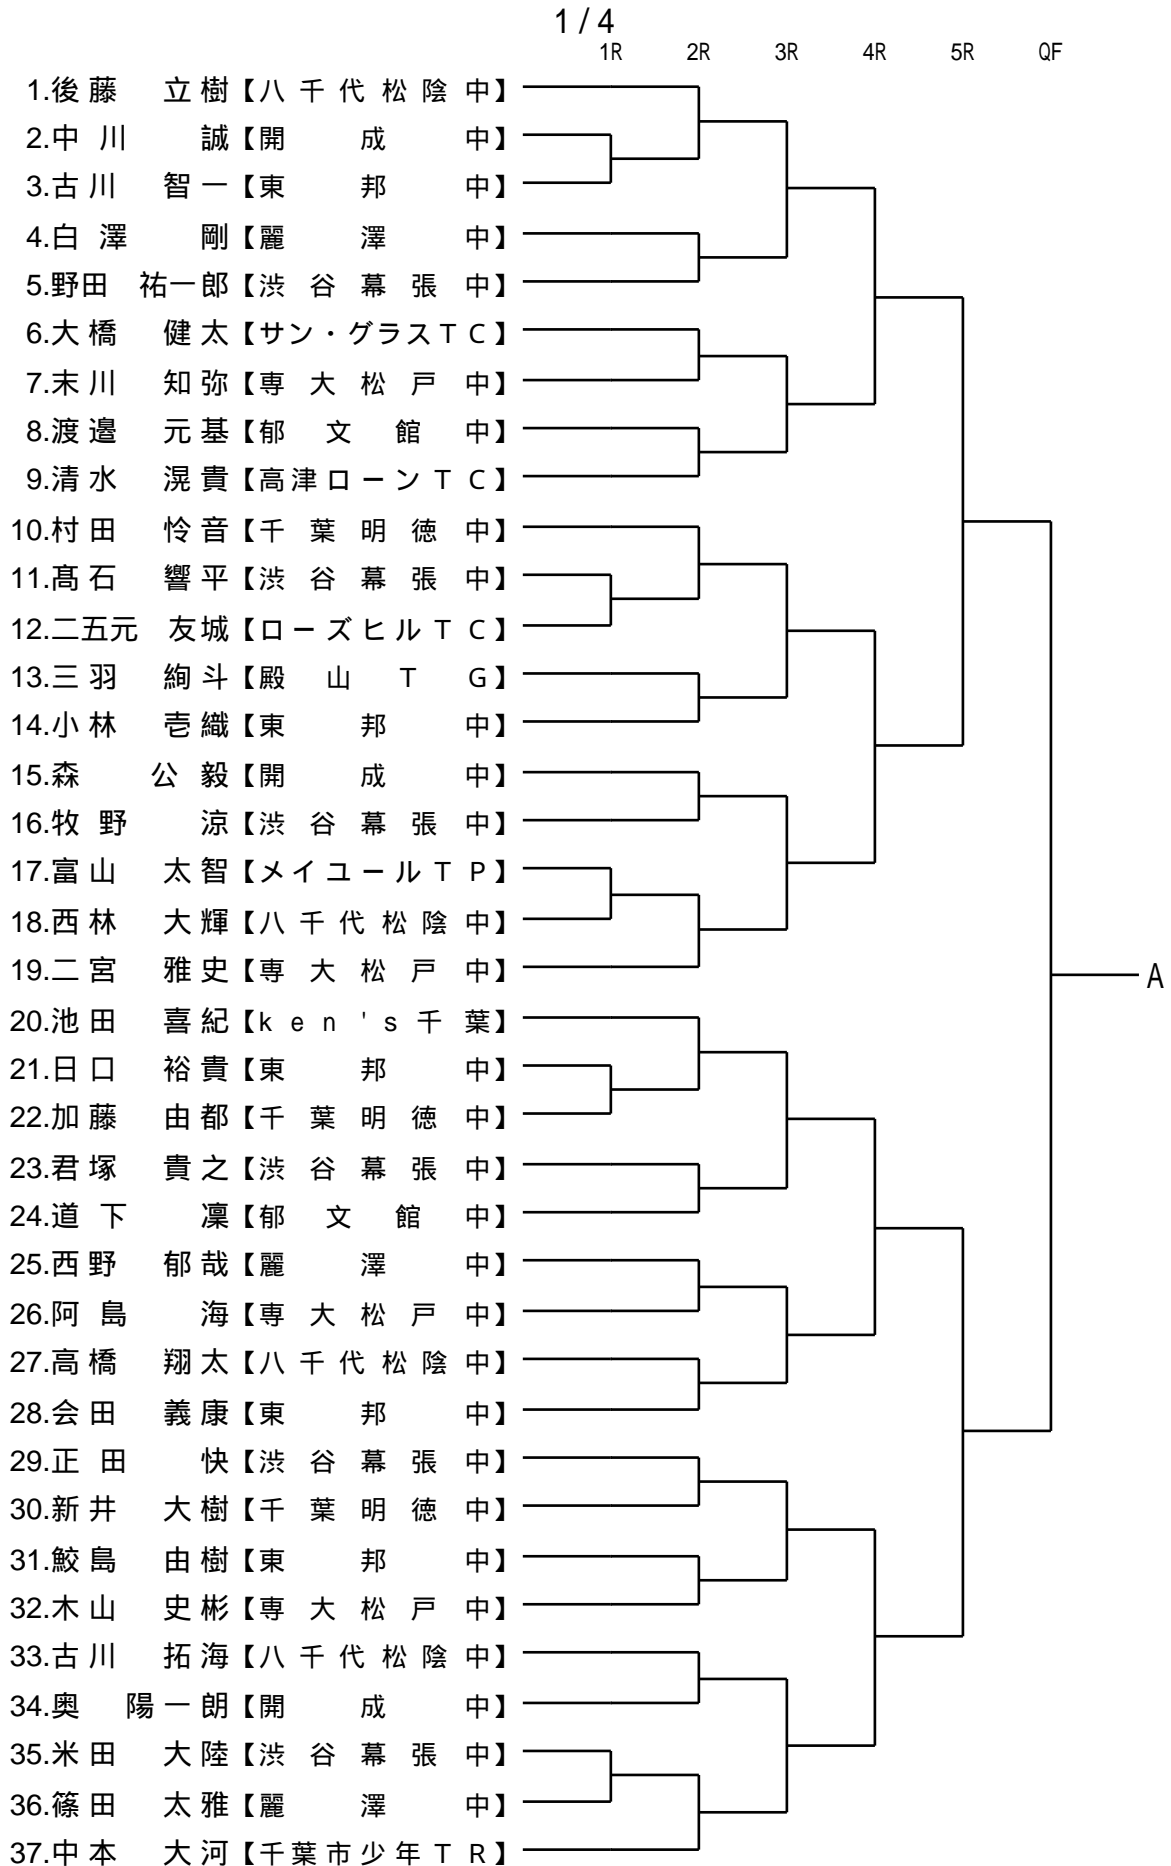 1/4
1R 2R 3R 4R 5R QF
1.後藤 立樹【八千代松陰中】
2.中川 誠【開成中】
3.古川 智一【東邦中】
4.白澤 剛【麗澤中】
5.野田 祐一郎【渋谷幕張中】
6.大橋 健太【サン・グラスTC】
7.末川 知弥【専大松戸中】
8.渡邉 元基【郁文館中】
9.清水 滉貴【高津ローンTC】
10.村田 怜音【千葉明徳中】
11.髙石 響平【渋谷幕張中】
12.二五元 友城【ローズヒルTC】
13.三羽 絢斗【殿山TG】
14.小林 壱織【東邦中】
15.森 公毅【開成中】
16.牧野 涼【渋谷幕張中】
17.富山 太智【メイユールTP】
18.西林 大輝【八千代松陰中】
19.二宮 雅史【専大松戸中】
A
20.池田 喜紀【ken's千葉】
21.日口 裕貴【東邦中】
22.加藤 由都【千葉明徳中】
23.君塚 貴之【渋谷幕張中】
24.道下 凜【郁文館中】
25.西野 郁哉【麗澤中】
26.阿島 海【専大松戸中】
27.高橋 翔太【八千代松陰中】
28.会田 義康【東邦中】
29.正田 快【渋谷幕張中】
30.新井 大樹【千葉明徳中】
31.鮫島 由樹【東邦中】
32.木山 史彬【専大松戸中】
33.古川 拓海【八千代松陰中】
34.奥 陽一朗【開成中】
35.米田 大陸【渋谷幕張中】
36.篠田 太雅【麗澤中】
37.中本 大河【千葉市少年TR】